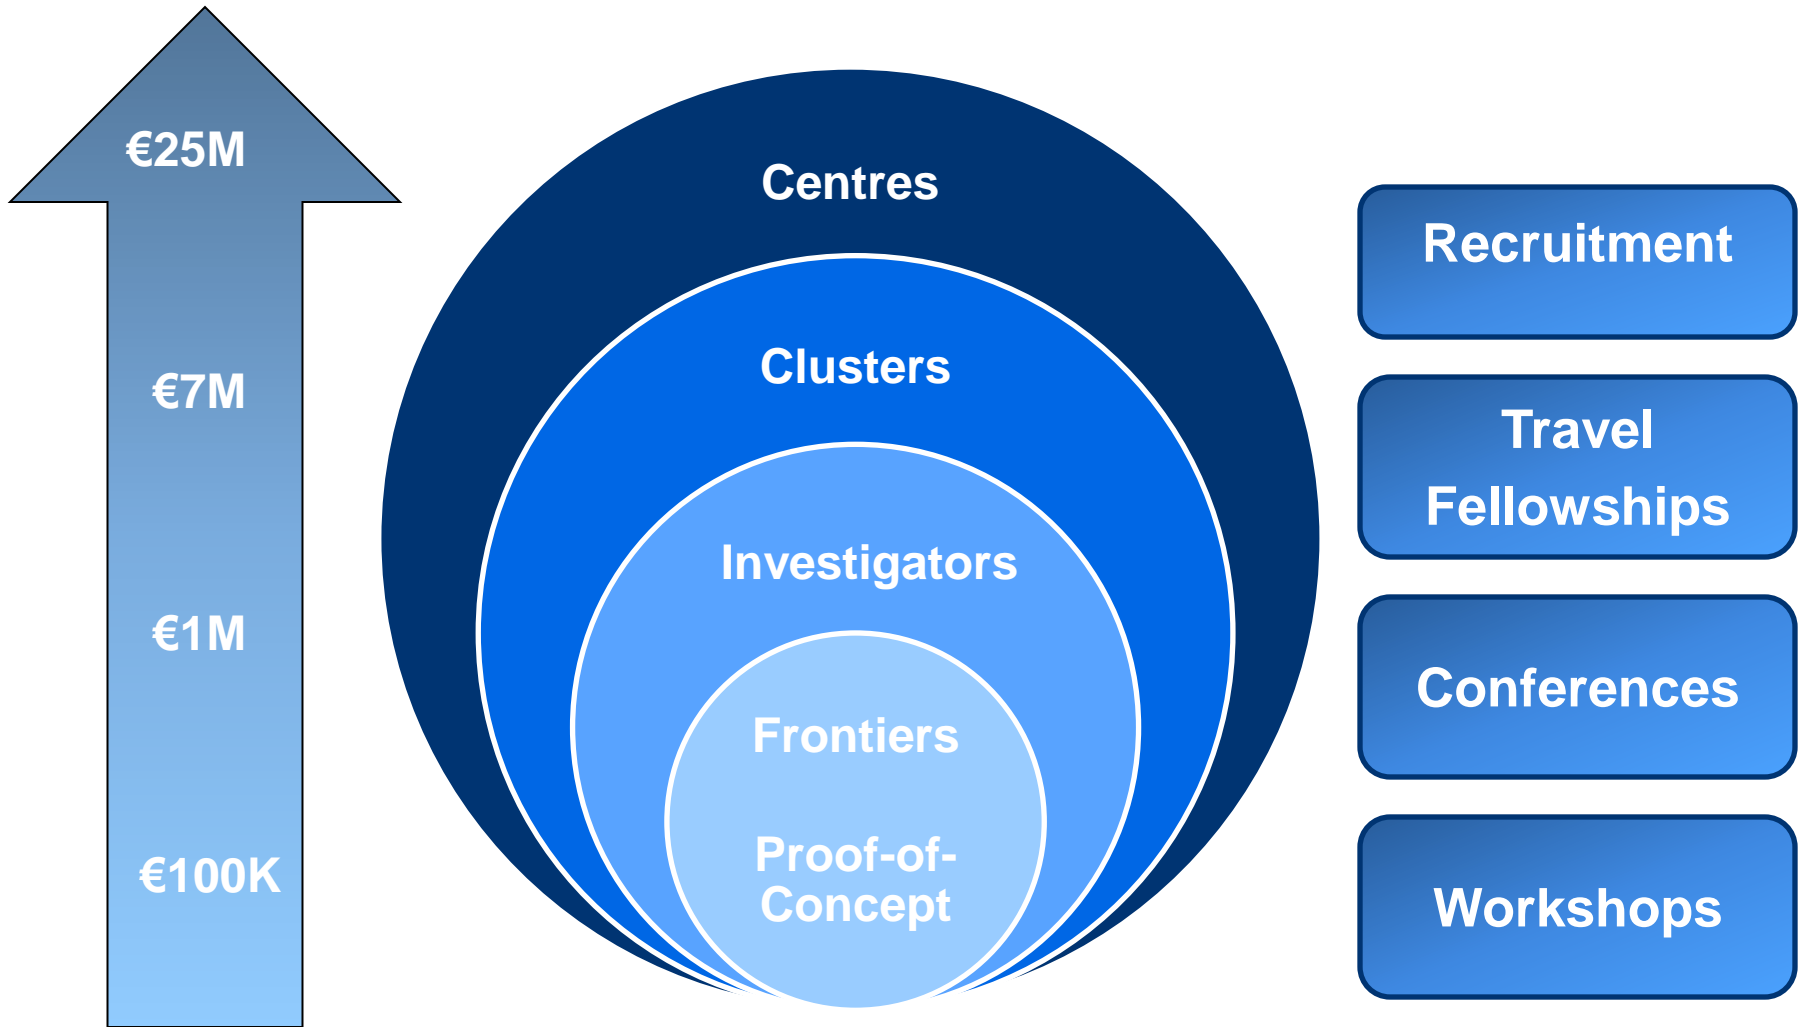 €25M
€7M
€1M
€100K
Centres
Clusters
Investigators
Frontiers
Proof-of-
Concept
Recruitment
Travel
Fellowships
Conferences
Workshops